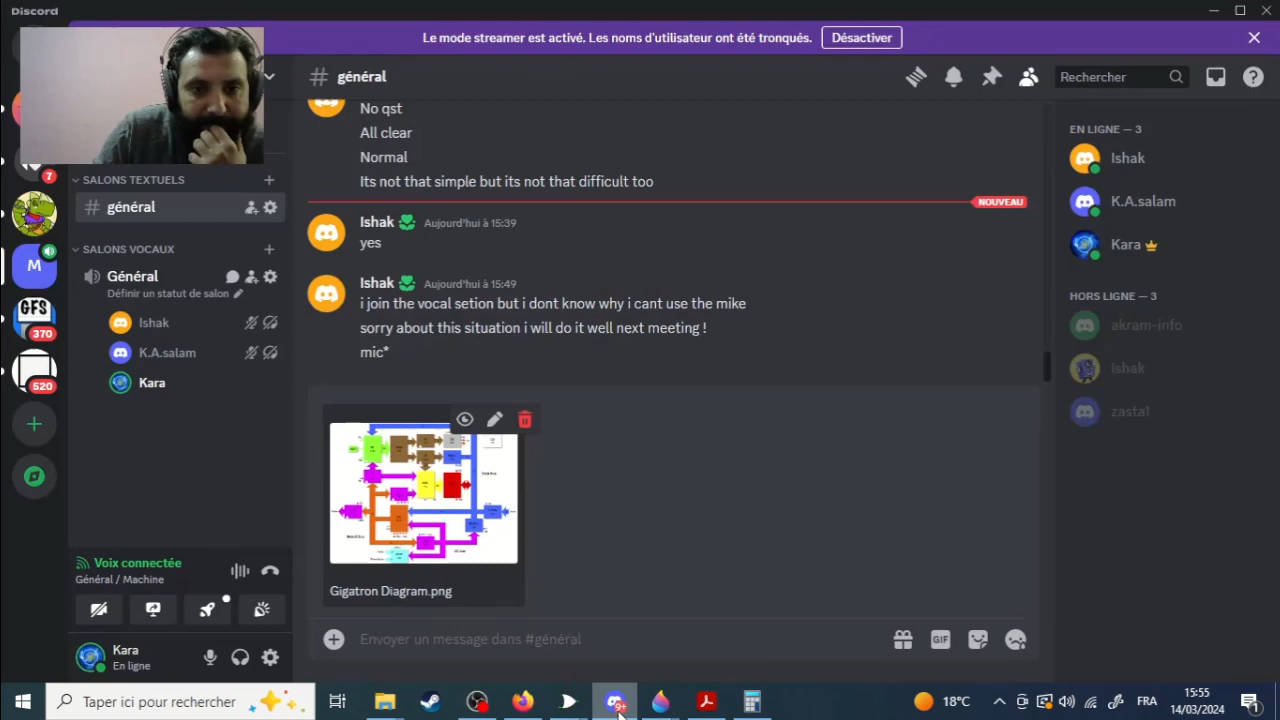 Discord
Le mode streamer est activé. Les noms d'utilisateur ont été tronqués.
Désactiver
général
Rechercher
No qst
All clear
Normal
Its not that simple but its not that difficult too
NOUVEAU
Ishak Aujourd'hui à 15:39
yes
Ishak Aujourd'hui à 15:49
i join the vocal setion but i dont know why i cant use the mike
sorry about this situation i will do it well next meeting !
mic*
Gigatron Diagram.png
Envoyer un message dans #général
GIF
7
M
GFS
370
520
SALONS TEXTUELS
général
SALONS VOCAUX
Général
Définir un statut de salon
Ishak
K.A.salam
Kara
Voix connectée
Général / Machine
Kara
En ligne
EN LIGNE — 3
Ishak
K.A.salam
Kara
HORS LIGNE — 3
akram-info
Ishak
zasta1
Taper ici pour rechercher
9+
18°C
FRA
15:55
14/03/2024
1